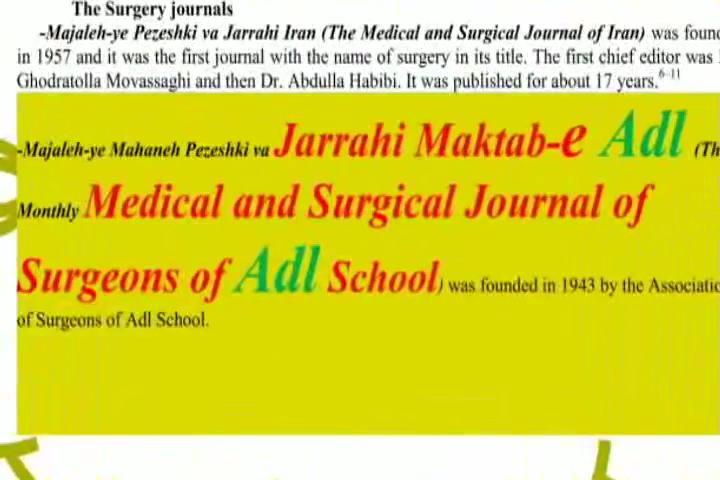 The Surgery journals
-Majaleh-ye Pezeshki va Jarrahi Iran (The Medical and Surgical Journal of Iran) was
in 1957 and it was the first journal with the name of surgery in its title. The first chief editor was
Ghodratolla Movassaghi and then Dr. Abdulla Habibi. It was published for about 17 years.6-11
-Majaleh-ye Mahaneh Pezeshki va Jarrahi Maktab-e Adl
Monthly Medical and Surgical Journal of
Surgeons of Adl School) was founded in 1943 by the
of Surgeons of Adl School.